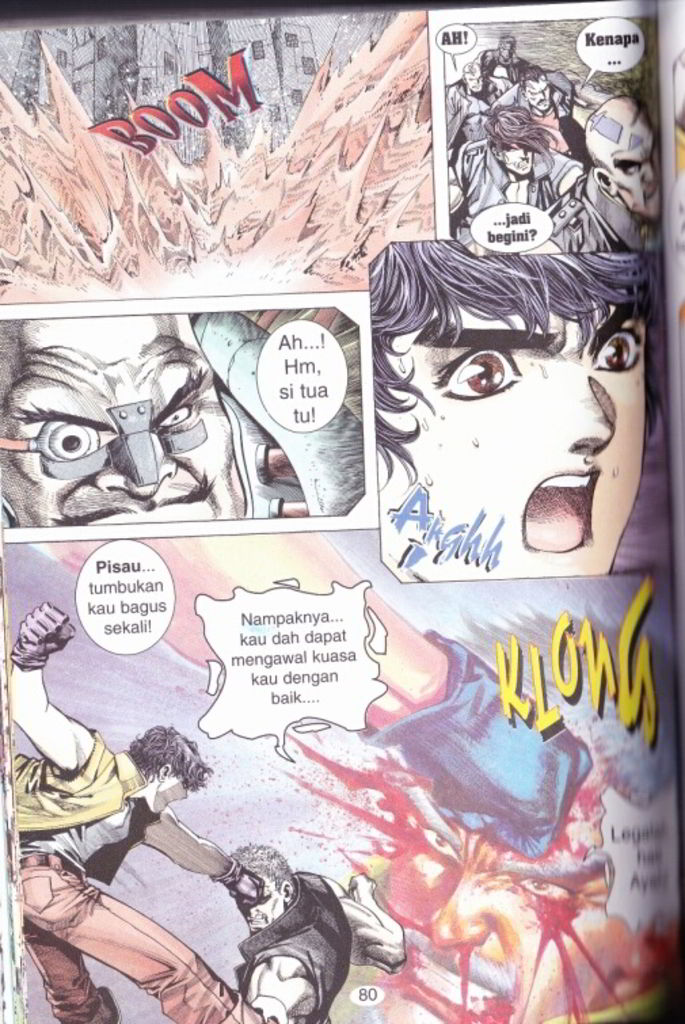 BOOM
AH!
Kenapa
...
...jadi
begini?
Ah...!
Hm,
si tua
tu!
Arghh
Pisau...
tumbukan
kau bagus
sekali!
Nampaknya...
kau dah dapat
mengawal kuasa
kau dengan
baik....
KLONG
80